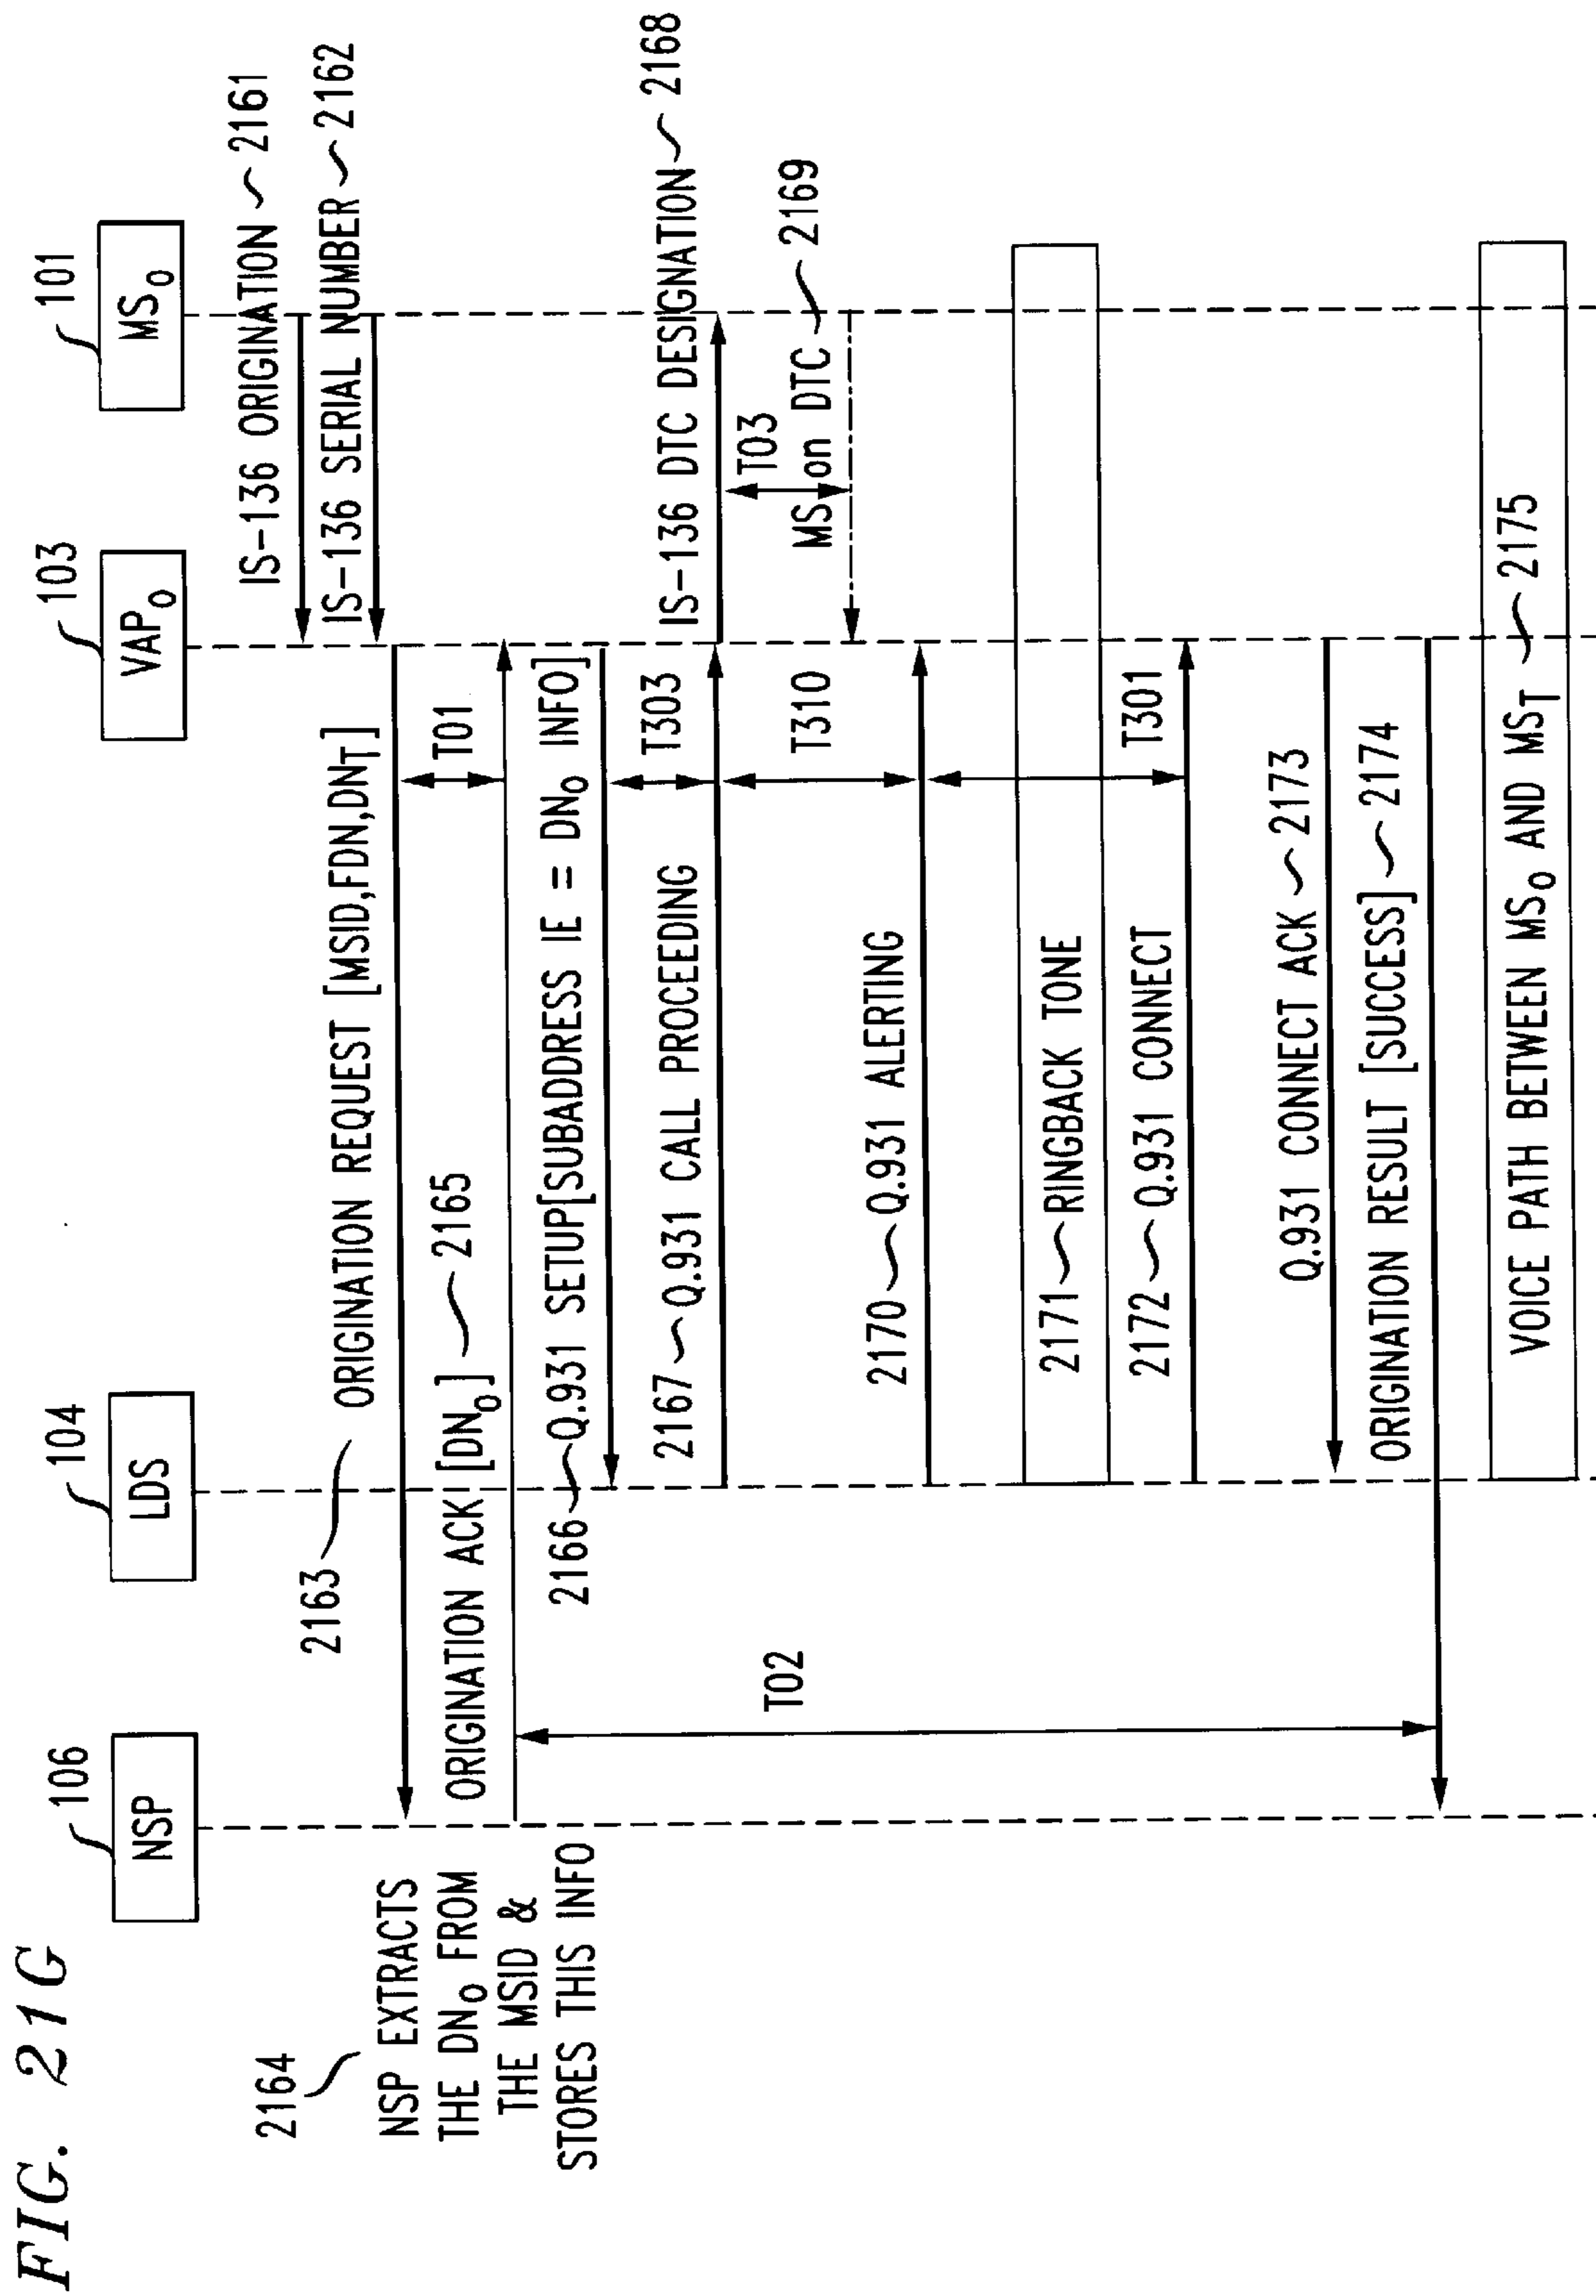 FIG. 21G
106
NSP
104
LDS
103
VAP₀
101
MS₀
IS-136 ORIGINATION ~ 2161
IS-136 SERIAL NUMBER ~ 2162
2163
ORIGINATION REQUEST [MSID,FDN,DNT]
2164
NSP EXTRACTS
THE DN₀ FROM
THE MSID &
STORES THIS INFO
T01
ORIGINATION ACK [DN₀]
2165
2166 ~ Q.931 SETUP[SUBADDRESS IE = DN₀ INFO]
T303
2167 ~ Q.931 CALL PROCEEDING
IS-136 DTC DESIGNATION ~ 2168
T03
MS on DTC ~ 2169
T310
T02
2170 ~ Q.931 ALERTING
2171 ~ RINGBACK TONE
T301
2172 ~ Q.931 CONNECT
Q.931 CONNECT ACK ~ 2173
ORIGINATION RESULT [SUCCESS] ~ 2174
VOICE PATH BETWEEN MS₀ AND MST ~ 2175